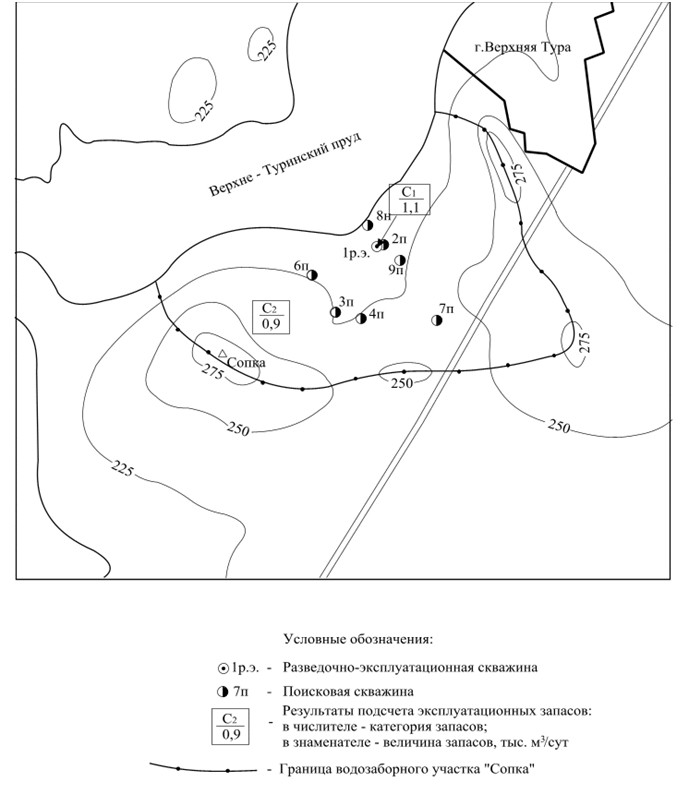 225
225
г.Верхняя Тура
Верхне - Туринский пруд
275
C₁
1,1
8н
2п
1р.э.
9п
6п
3п
4п
7п
C₂
0,9
275
Сопка
275
250
250
250
225
Условные обозначения:
1р.э. - Разведочно-эксплуатационная скважина
7п - Поисковая скважина
C₂
0,9
- Результаты подсчета эксплуатационных запасов:
в числителе - категория запасов;
в знаменателе - величина запасов, тыс. м³/сут
- Граница водозаборного участка "Сопка"